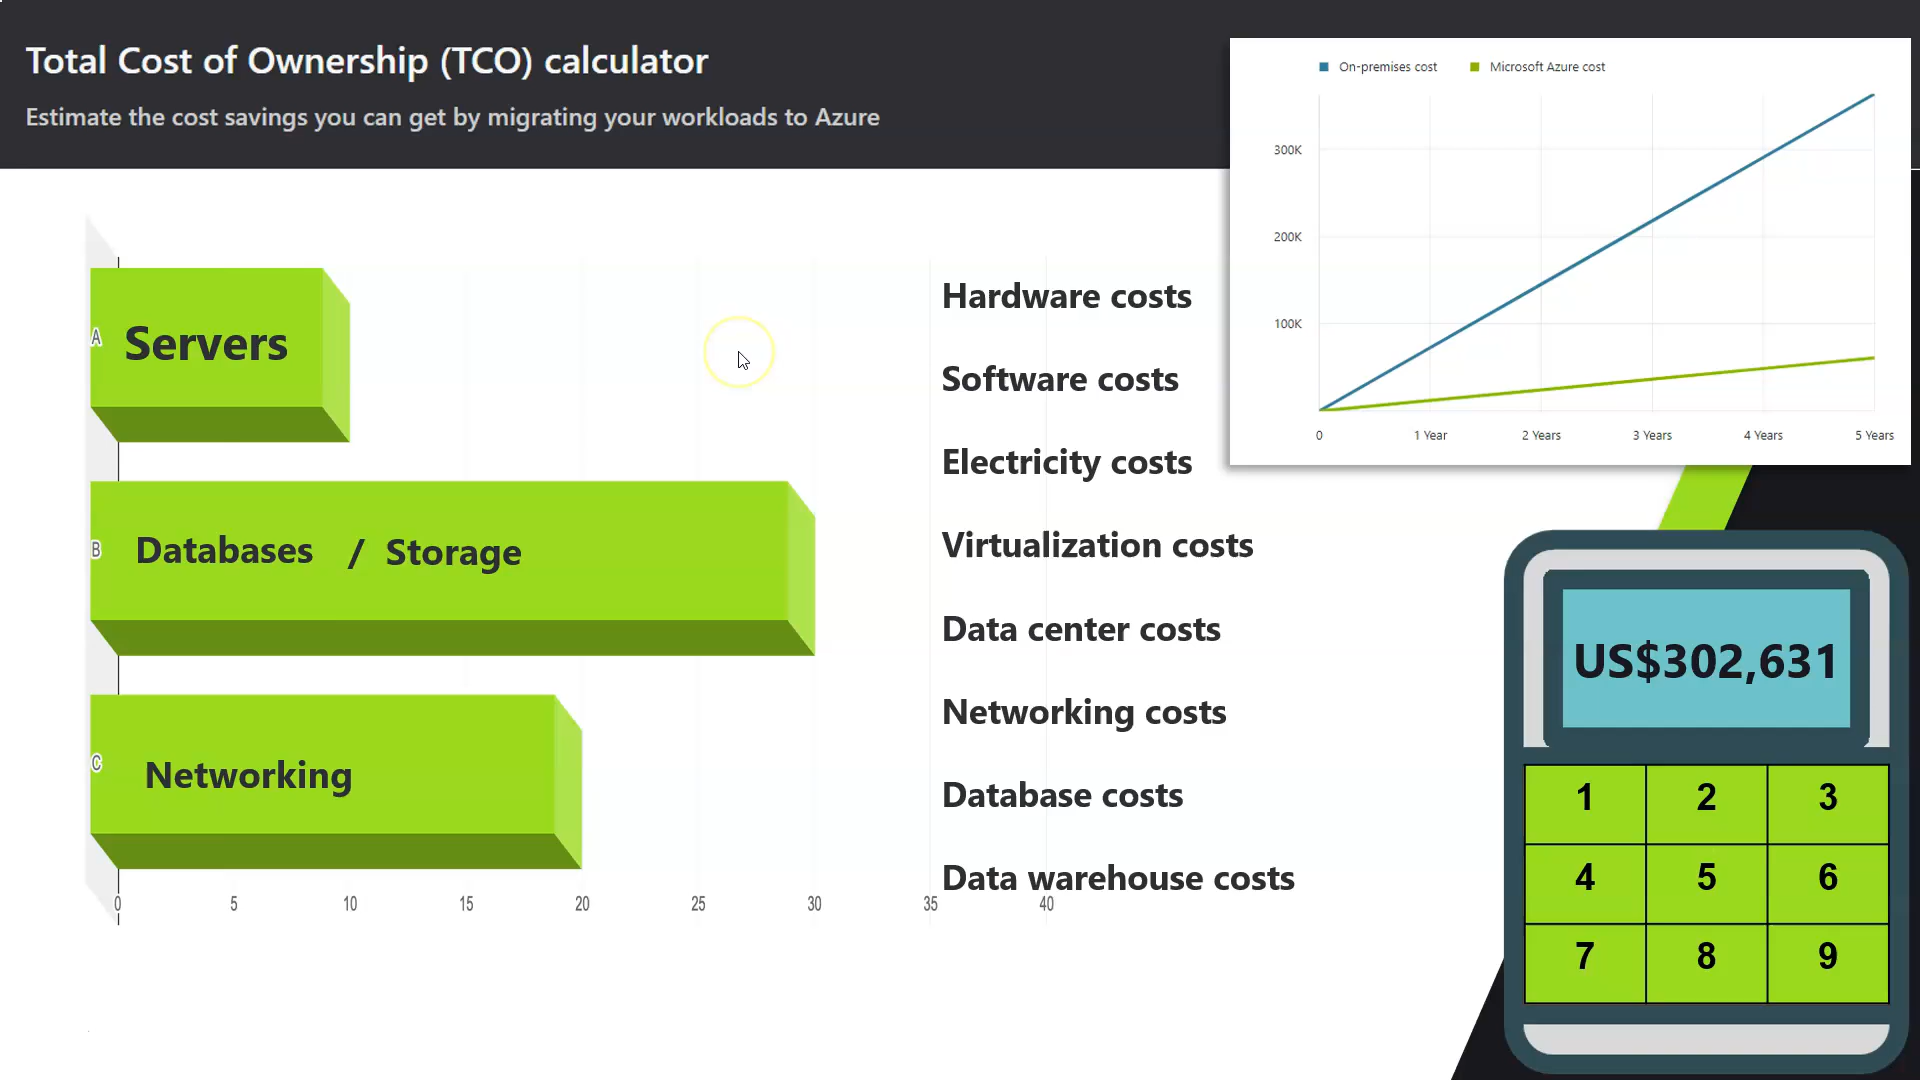 Total Cost of Ownership (TCO) calculator
Estimate the cost savings you can get by migrating your workloads to Azure
On-premises cost
Microsoft Azure cost
300K
200K
100K
0 1 Year 2 Years 3 Years 4 Years 5 Years
A Servers
B Databases / Storage
C Networking
0 5 10 15 20 25 30 35 40
Hardware costs
Software costs
Electricity costs
Virtualization costs
Data center costs
Networking costs
Database costs
Data warehouse costs
US$302,631
1 2 3
4 5 6
7 8 9